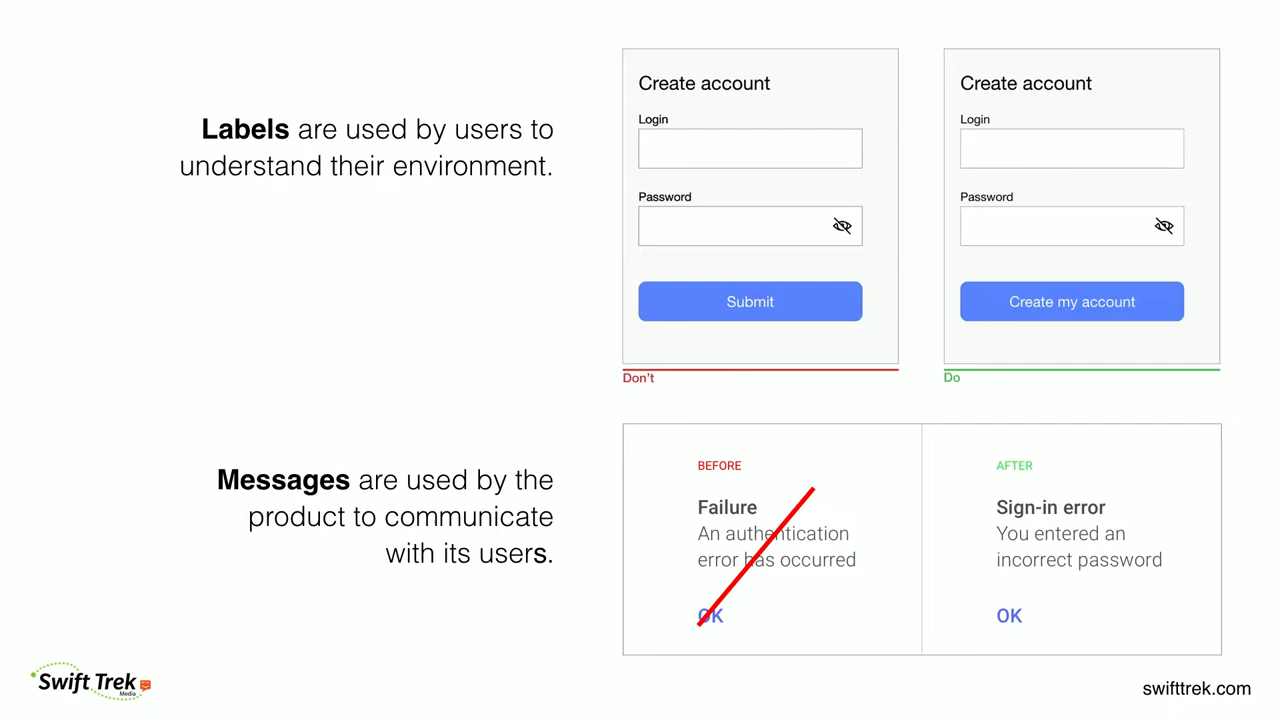 Labels are used by users to
understand their environment.
Create account
Login
Password
Submit
Don't
Create account
Login
Password
Create my account
Do
Messages are used by the
product to communicate
with its users.
BEFORE
Failure
An authentication
error has occurred
OK
AFTER
Sign-in error
You entered an
incorrect password
OK
Swift Trek
Media
swifttrek.com